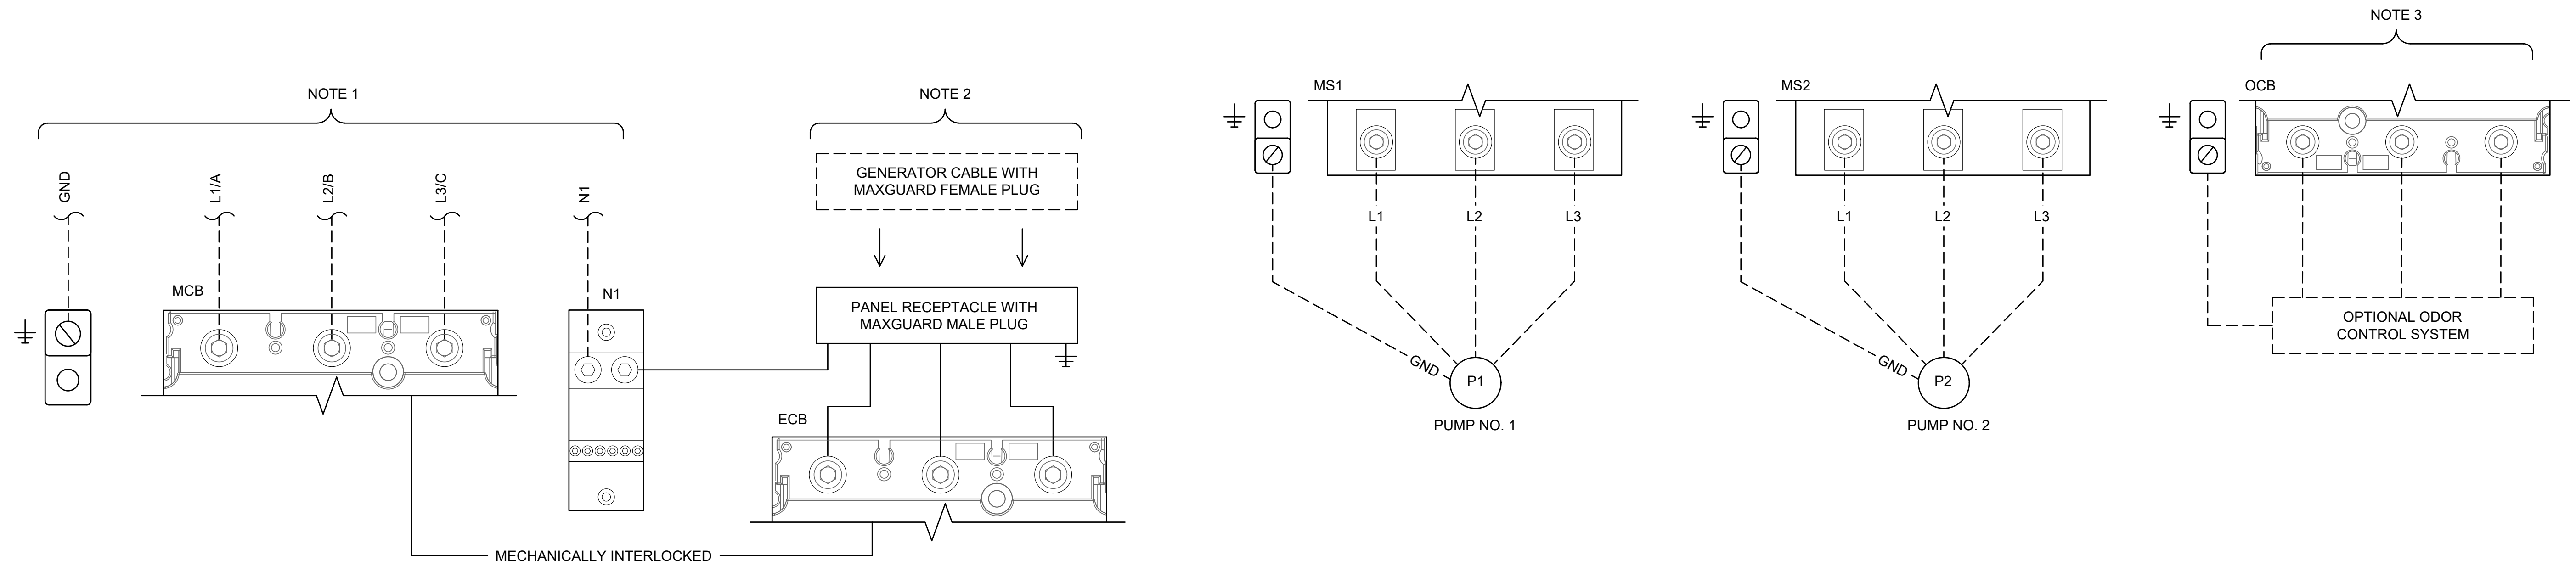 NOTE 1
GND
L1/A
L2/B
L3/C
N1
MCB
N1
NOTE 2
GENERATOR CABLE WITH
MAXGUARD FEMALE PLUG
PANEL RECEPTACLE WITH
MAXGUARD MALE PLUG
ECB
MECHANICALLY INTERLOCKED
MS1
L1
L2
L3
GND
P1
PUMP NO. 1
MS2
L1
L2
L3
GND
P2
PUMP NO. 2
NOTE 3
OCB
OPTIONAL ODOR
CONTROL SYSTEM